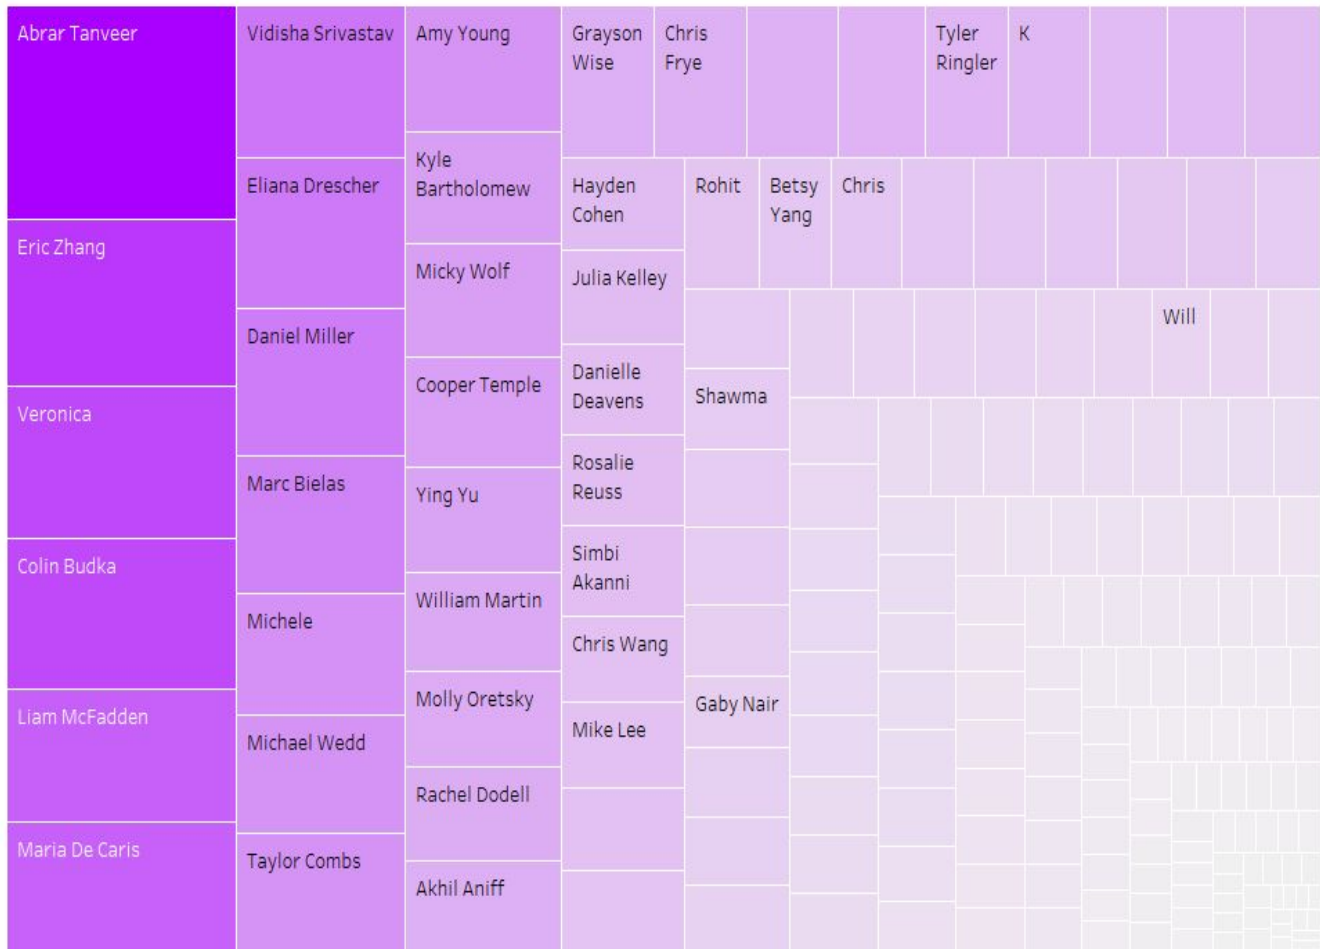 Abrar Tanveer
Eric Zhang
Veronica
Colin Budka
Liam McFadden
Maria De Caris
Vidisha Srivastav
Eliana Drescher
Daniel Miller
Marc Bielas
Michele
Michael Wedd
Taylor Combs
Amy Young
Kyle
Bartholomew
Micky Wolf
Cooper Temple
Ying Yu
William Martin
Molly Oretsky
Rachel Dodell
Akhil Aniff
Grayson
Wise
Chris
Frye
Tyler
Ringler
K
Hayden
Cohen
Julia Kelley
Danielle
Deavens
Rosalie
Reuss
Simbi
Akanni
Chris Wang
Mike Lee
Rohit
Betsy
Yang
Chris
Will
Shawma
Gaby Nair